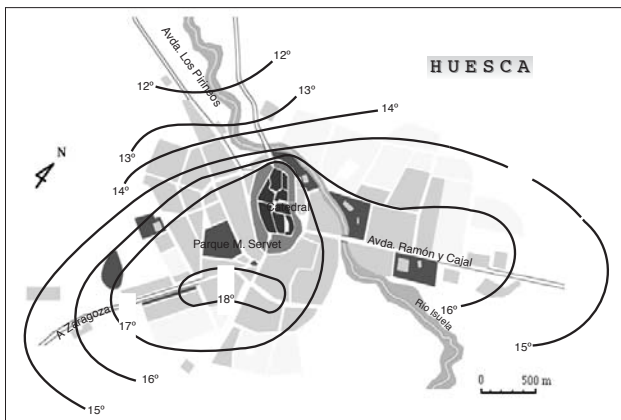 Avda. Los Pirineos
12º
12º
HUESCA
13º
13º
14º
14º
N
Catedral
Parque M. Servet
Avda. Ramón y Cajal
18º
17º
A Zaragoza
16º
16º
Río Isuela
15º
15º
0 500 m